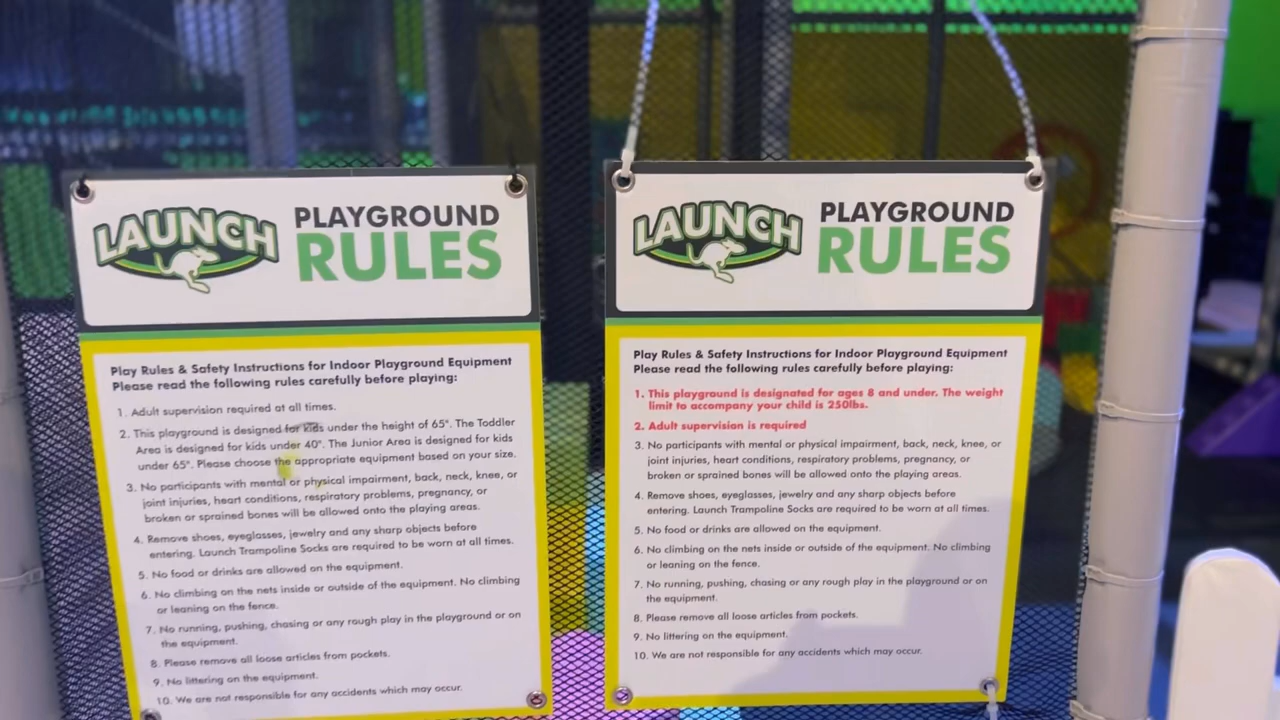 LAUNCH
PLAYGROUND
RULES
Play Rules & Safety Instructions for Indoor Playground Equipment
Please read the following rules carefully before playing:
1. Adult supervision required at all times.
2. This playground is designed for kids under the height of 65". The Toddler
Area is designed for kids under 40". The Junior Area is designed for kids
under 65". Please choose the appropriate equipment based on your size.
3. No participants with mental or physical impairment, back, neck, knee, or
joint injuries, heart conditions, respiratory problems, pregnancy, or
broken or sprained bones will be allowed onto the playing areas.
4. Remove shoes, eyeglasses, jewelry and any sharp objects before
entering. Launch Trampoline Socks are required to be worn at all times.
5. No food or drinks are allowed on the equipment.
6. No climbing on the nets inside or outside of the equipment. No climbing
or leaning on the fence.
7. No running, pushing, chasing or any rough play in the playground or on
the equipment.
8. Please remove all loose articles from pockets.
9. No littering on the equipment.
10. We are not responsible for any accidents which may occur.
LAUNCH
PLAYGROUND
RULES
Play Rules & Safety Instructions for Indoor Playground Equipment
Please read the following rules carefully before playing:
1. This playground is designated for ages 8 and under. The weight
limit to accompany your child is 250lbs.
2. Adult supervision is required
3. No participants with mental or physical impairment, back, neck, knee, or
joint injuries, heart conditions, respiratory problems, pregnancy, or
broken or sprained bones will be allowed onto the playing areas.
4. Remove shoes, eyeglasses, jewelry and any sharp objects before
entering. Launch Trampoline Socks are required to be worn at all times.
5. No food or drinks are allowed on the equipment.
6. No climbing on the nets inside or outside of the equipment. No climbing
or leaning on the fence.
7. No running, pushing, chasing or any rough play in the playground or on
the equipment.
8. Please remove all loose articles from pockets.
9. No littering on the equipment.
10. We are not responsible for any accidents which may occur.